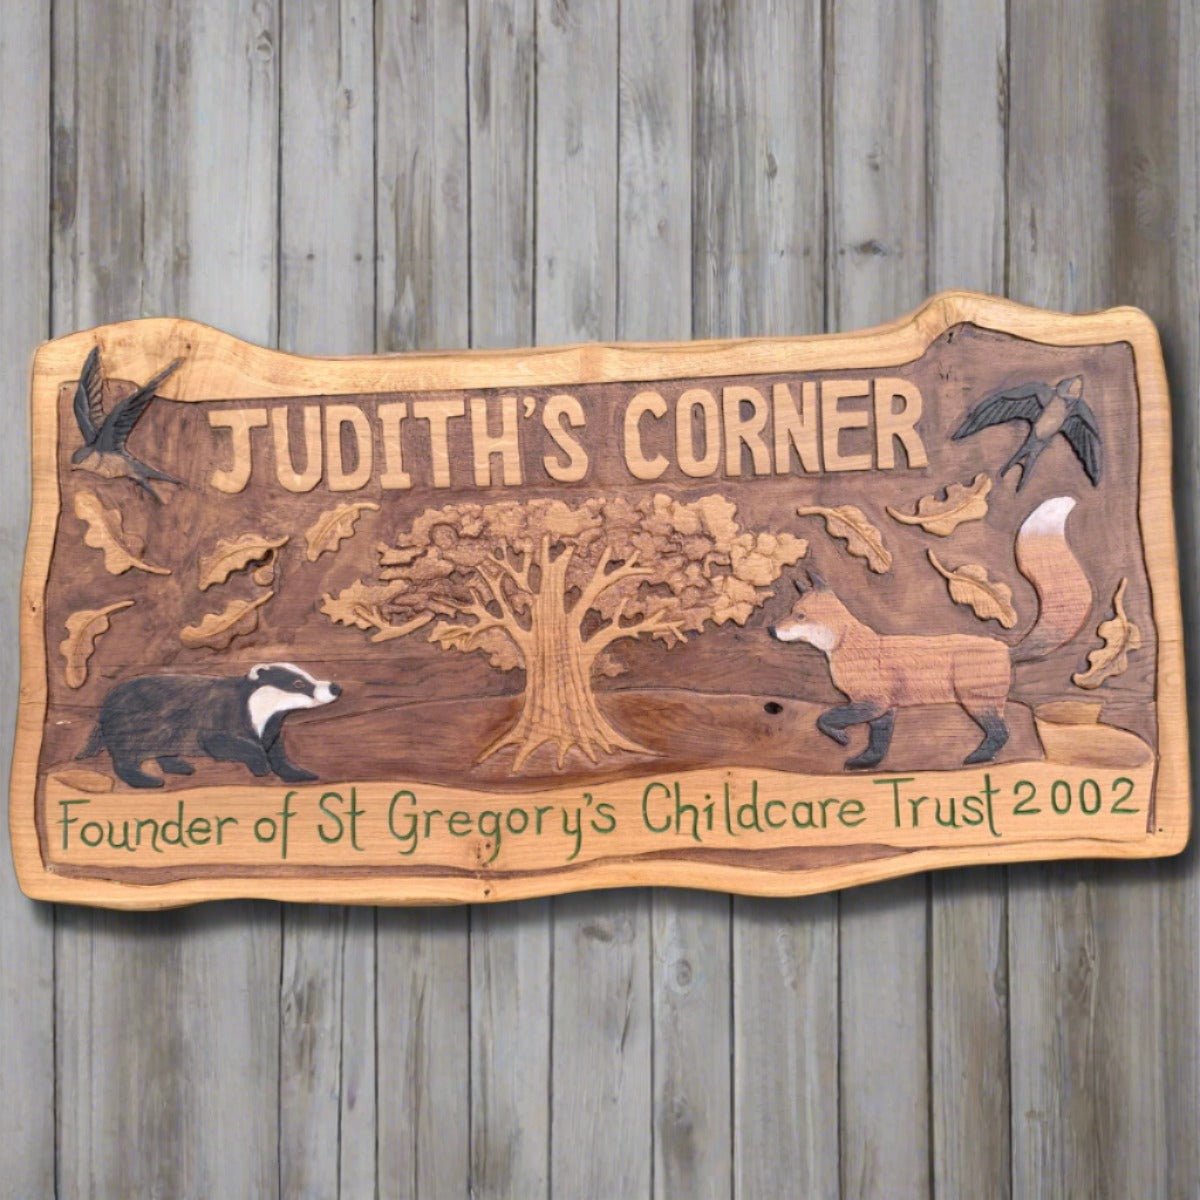 JUDITH'S CORNER
Founder of St Gregory's Childcare Trust 2002